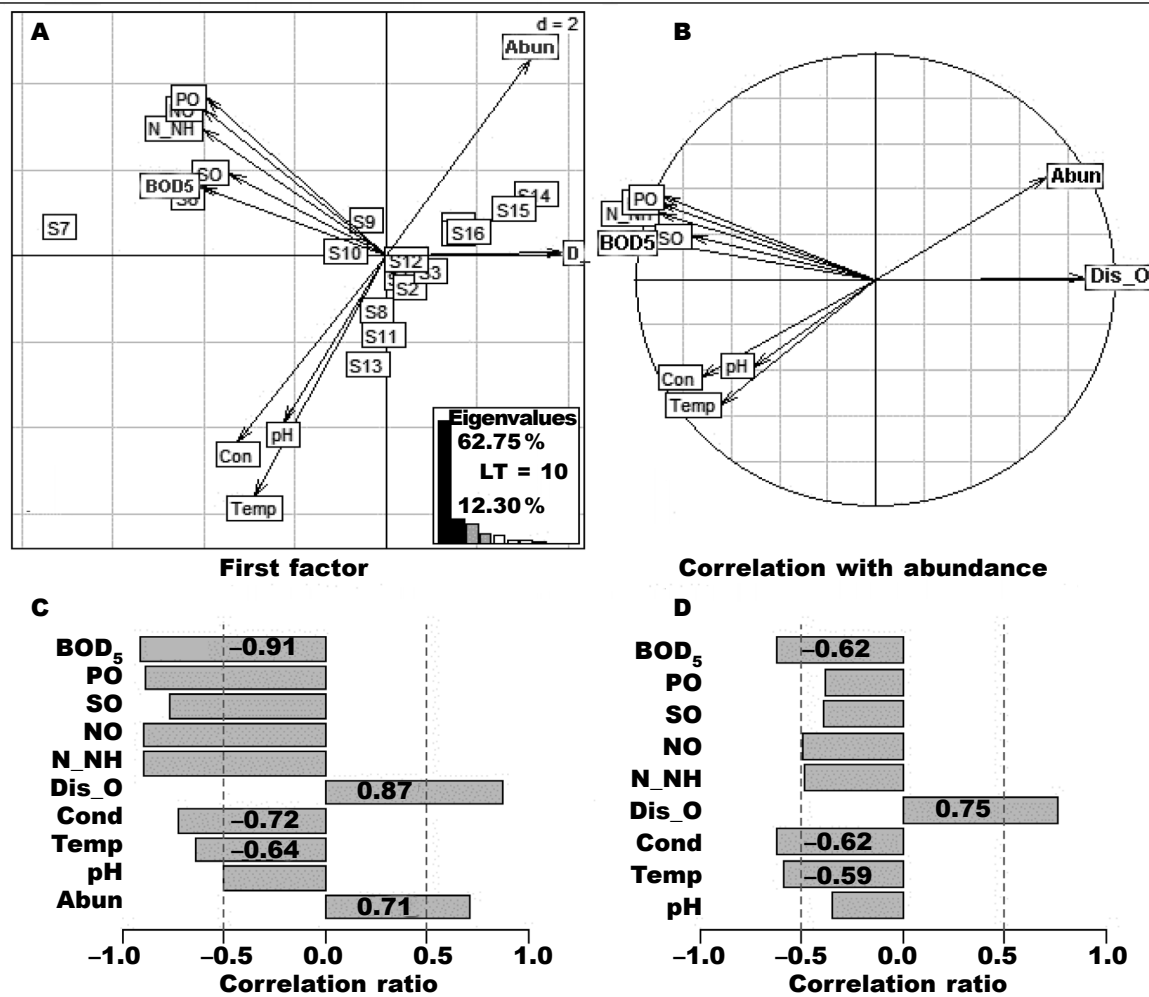 A
d = 2
Abun
PO
NO
N_NH
SO
BOD5
S7
S9
S10
S14
S15
S16
S12
S3
S2
S8
S11
S13
D_
pH
Con
Temp
Eigenvalues
62.75%
LT = 10
12.30%
First factor
B
Abun
PO
N_NH
SO
BOD5
Dis_O
pH
Con
Temp
Correlation with abundance
C
BOD5 −0.91
PO
SO
NO
N_NH
Dis_O 0.87
Cond −0.72
Temp −0.64
pH
Abun 0.71
−1.0 −0.5 0.0 0.5 1.0
Correlation ratio
D
BOD5 −0.62
PO
SO
NO
N_NH
Dis_O 0.75
Cond −0.62
Temp −0.59
pH
−1.0 −0.5 0.0 0.5 1.0
Correlation ratio